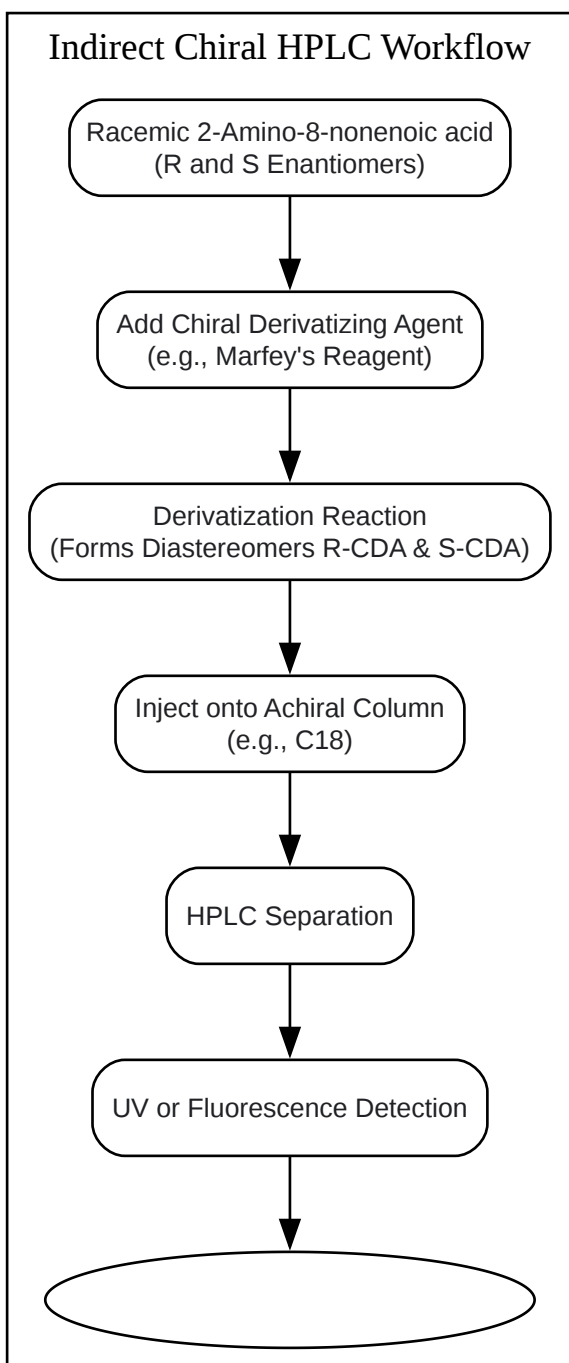 Indirect Chiral HPLC Workflow
Racemic 2-Amino-8-nonenoic acid
(R and S Enantiomers)
Add Chiral Derivatizing Agent
(e.g., Marfey's Reagent)
Derivatization Reaction
(Forms Diastereomers R-CDA & S-CDA)
Inject onto Achiral Column
(e.g., C18)
HPLC Separation
UV or Fluorescence Detection